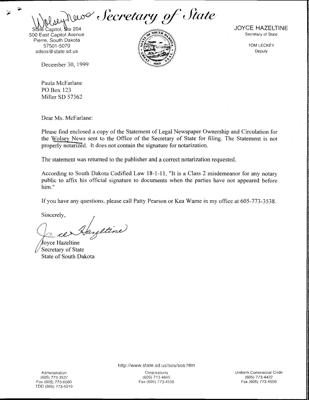 Wolsey News
Secretary of State
State Capitol, Ste 204
500 East Capitol Avenue
Pierre, South Dakota
57501-5070
sdsos@state.sd.us
JOYCE HAZELTINE
Secretary of State
TOM LECKEY
Deputy
December 30, 1999
Paula McFarlane
PO Box 123
Miller SD 57362
Dear Ms. McFarlane:
Please find enclosed a copy of the Statement of Legal Newspaper Ownership and Circulation for
the Wolsey News sent to the Office of the Secretary of State for filing. The Statement is not
properly notarized. It does not contain the signature for notarization.
The statement was returned to the publisher and a correct notarization requested.
According to South Dakota Codified Law 18-1-11, "It is a Class 2 misdemeanor for any notary
public to affix his official signature to documents when the parties have not appeared before
him."
If you have any questions, please call Patty Pearson or Kea Warne in my office at 605-773-3538.
Sincerely,
Joyce Hazeltine
Joyce Hazeltine
Secretary of State
State of South Dakota
http://www.state.sd.us/sos/sos.htm
Administration
(605) 773-3537
Fax (605) 773-6580
Corporations
(605) 773-4845
Fax (605) 773-4550
Uniform Commercial Code
(605) 773-4422
Fax (605) 773-4550